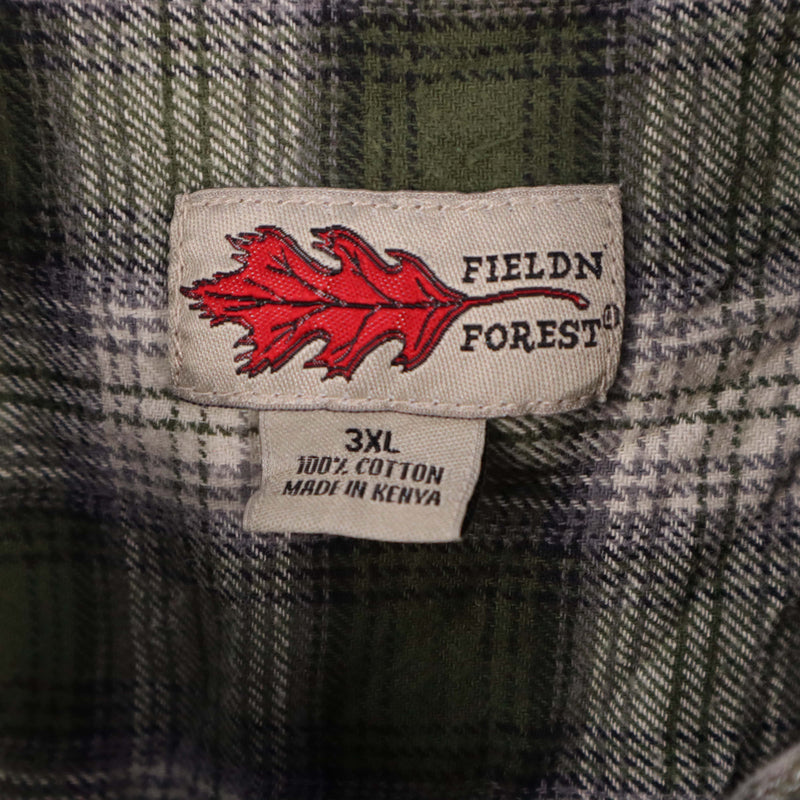 FIELDN
FOREST®
3XL
100% COTTON
MADE IN KENYA